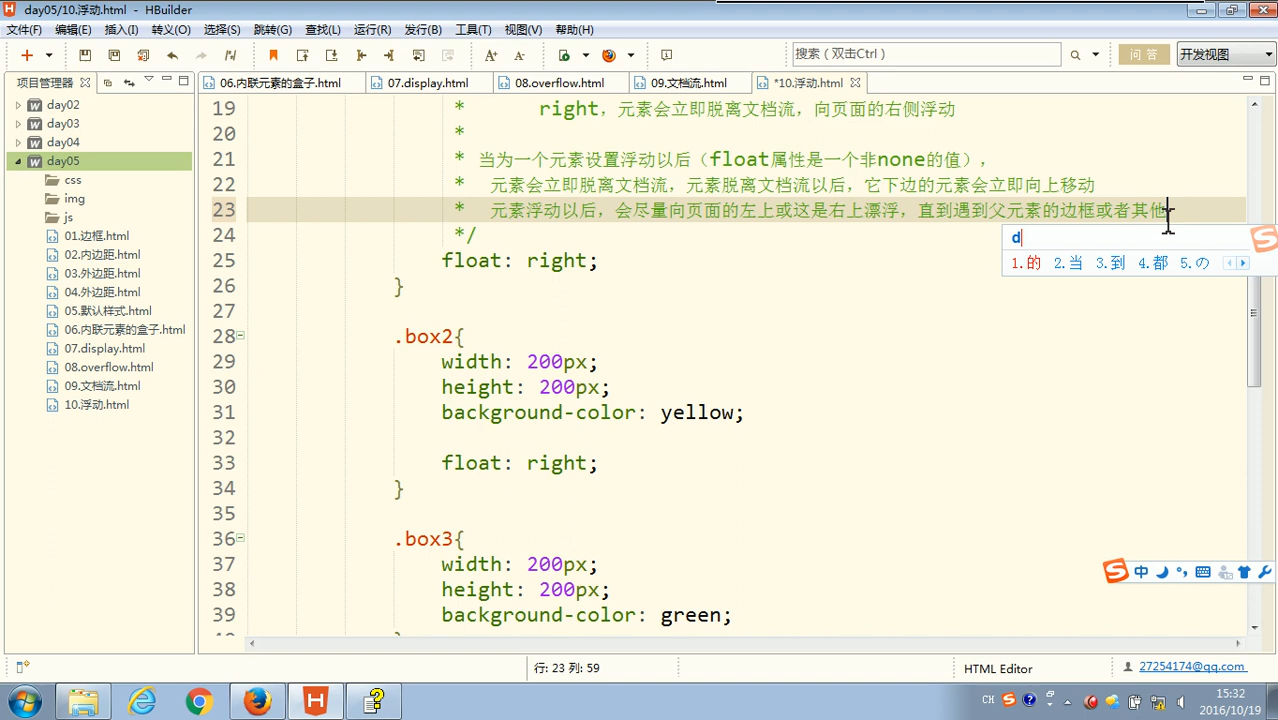 day05/10.浮动.html - HBuilder
文件(F) 编辑(E) 插入(I) 转义(O) 选择(S) 跳转(G) 查找(L) 运行(R) 发行(B) 工具(T) 视图(V) 帮助(H)
搜索（双击Ctrl）
问 答
开发视图
项目管理器
06.内联元素的盒子.html
07.display.html
08.overflow.html
09.文档流.html
*10.浮动.html
day02
day03
day04
day05
css
img
js
01.边框.html
02.内边距.html
03.外边距.html
04.外边距.html
05.默认样式.html
06.内联元素的盒子.html
07.display.html
08.overflow.html
09.文档流.html
10.浮动.html
19 * right，元素会立即脱离文档流，向页面的右侧浮动
20 *
21 * 当为一个元素设置浮动以后（float属性是一个非none的值），
22 * 元素会立即脱离文档流，元素脱离文档流以后，它下边的元素会立即向上移动
23 * 元素浮动以后，会尽量向页面的左上或这是右上漂浮，直到遇到父元素的边框或者其他
24 */
25 float: right;
26 }
27
28 .box2{
29 width: 200px;
30 height: 200px;
31 background-color: yellow;
32
33 float: right;
34 }
35
36 .box3{
37 width: 200px;
38 height: 200px;
39 background-color: green;
d
1.的 2.当 3.到 4.都 5.の
中
行: 23 列: 59
HTML Editor
27254174@qq.com
CH
15:32
2016/10/19